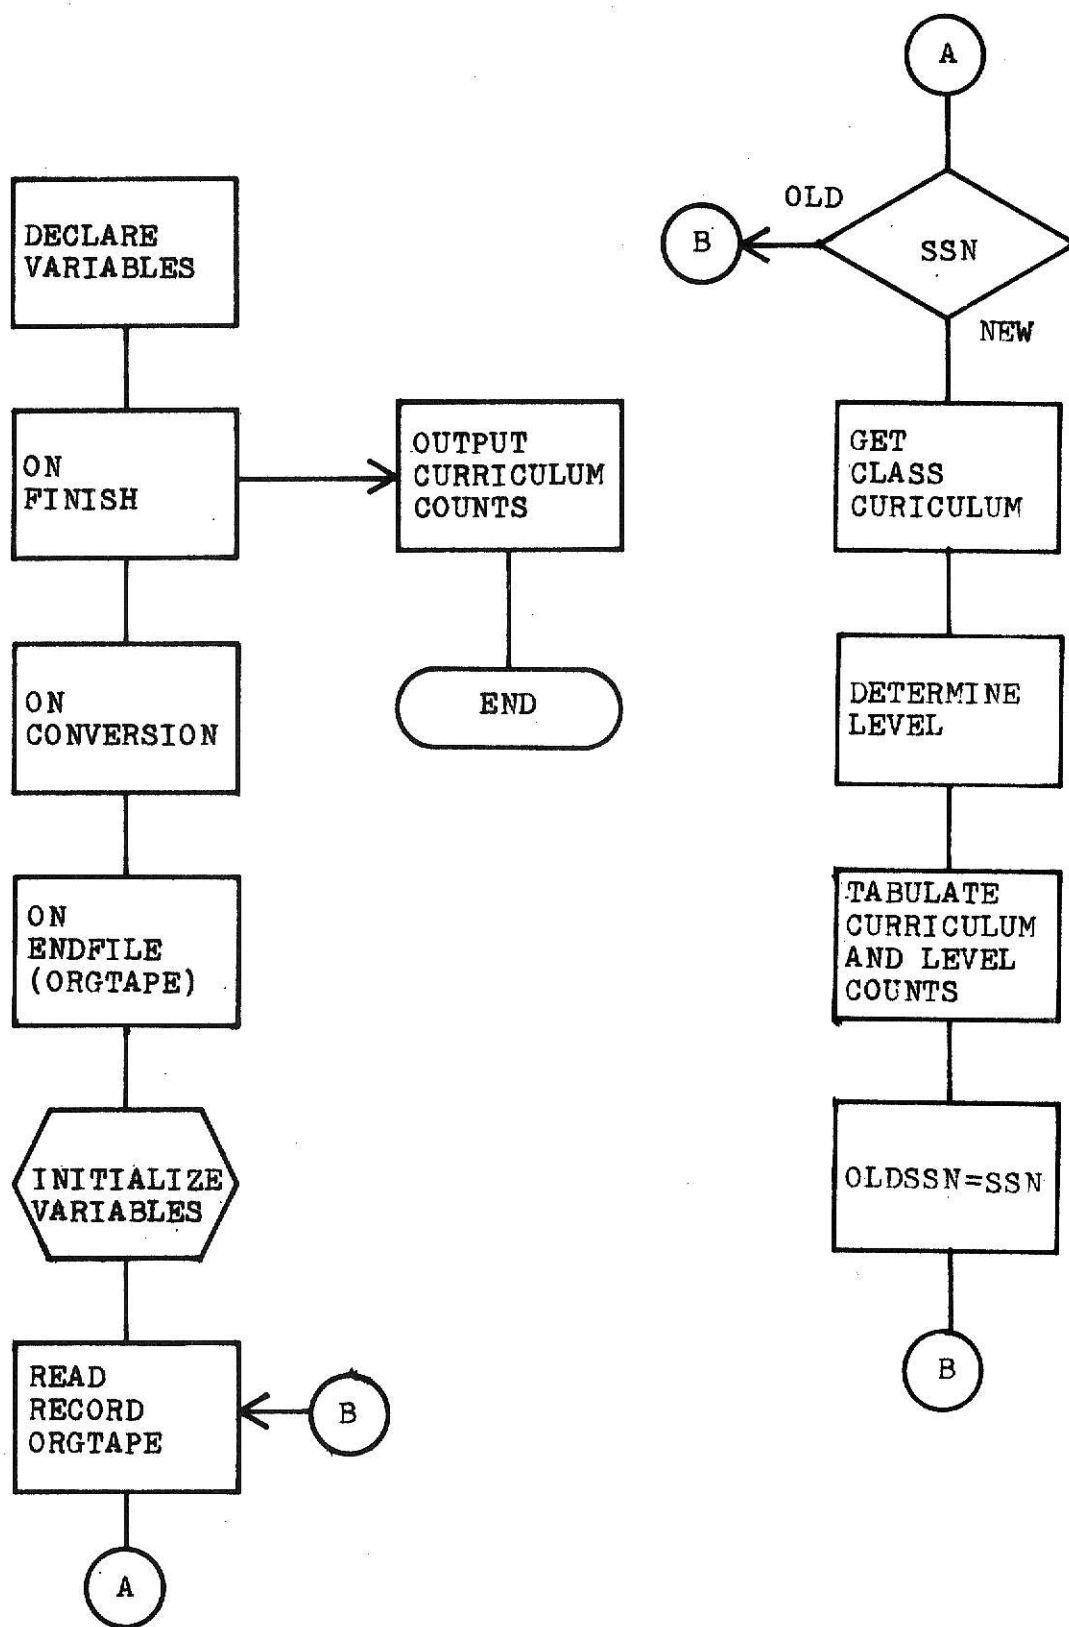 DECLARE
VARIABLES
ON
FINISH
OUTPUT
CURRICULUM
COUNTS
END
ON
CONVERSION
ON
ENDFILE
(ORGTAPE)
INITIALIZE
VARIABLES
READ
RECORD
ORGTAPE
B
A
A
OLD
B
SSN
NEW
GET
CLASS
CURICULUM
DETERMINE
LEVEL
TABULATE
CURRICULUM
AND LEVEL
COUNTS
OLDSSN=SSN
B